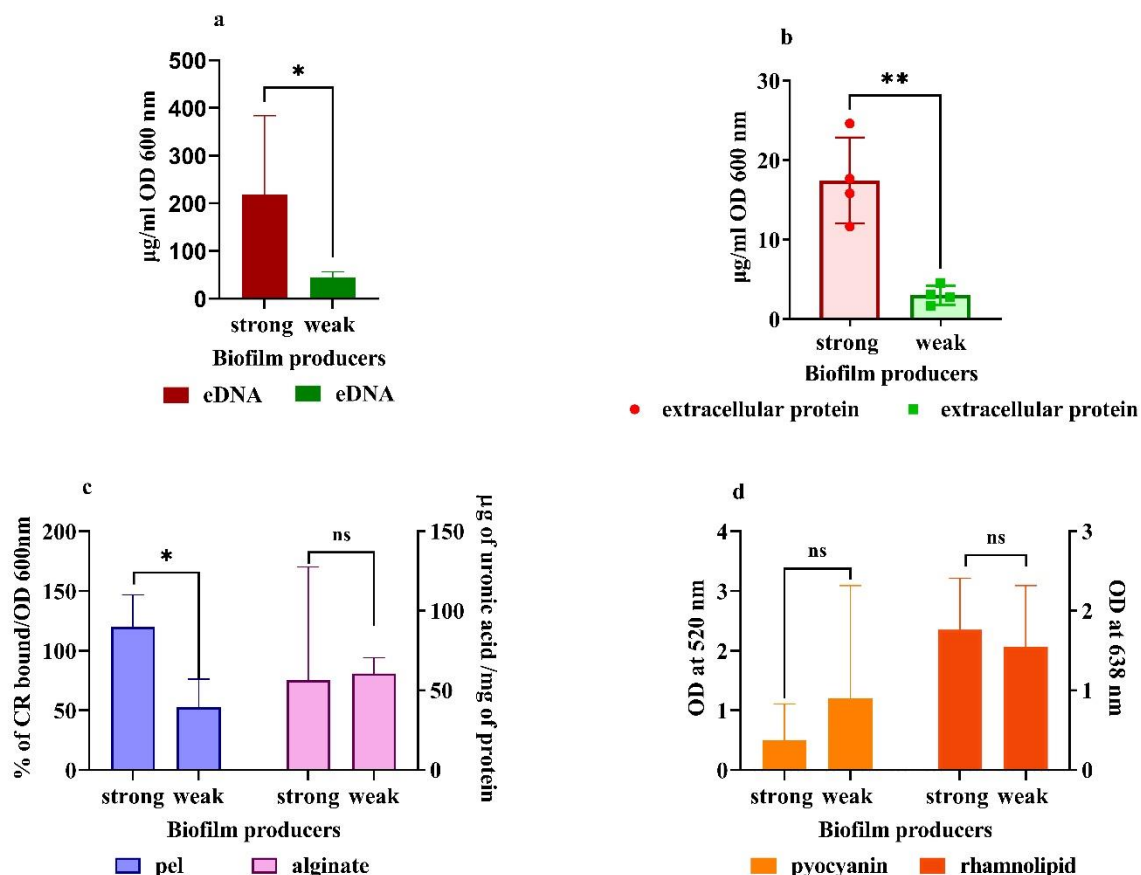 a
500
400
300
200
100
0
µg/ml OD 600 nm
*
strong weak
Biofilm producers
eDNA eDNA
b
30
20
10
0
µg/ml OD 600 nm
**
strong weak
Biofilm producers
extracellular protein extracellular protein
c
200
150
100
50
0
% of CR bound/OD 600nm
*
ns
150
100
50
0
µg of uronic acid /mg of protein
strong weak strong weak
Biofilm producers
pel alginate
d
4
3
2
1
0
OD at 520 nm
ns
ns
3
2
1
0
OD at 638 nm
strong weak strong weak
Biofilm producers
pyocyanin rhamnolipid